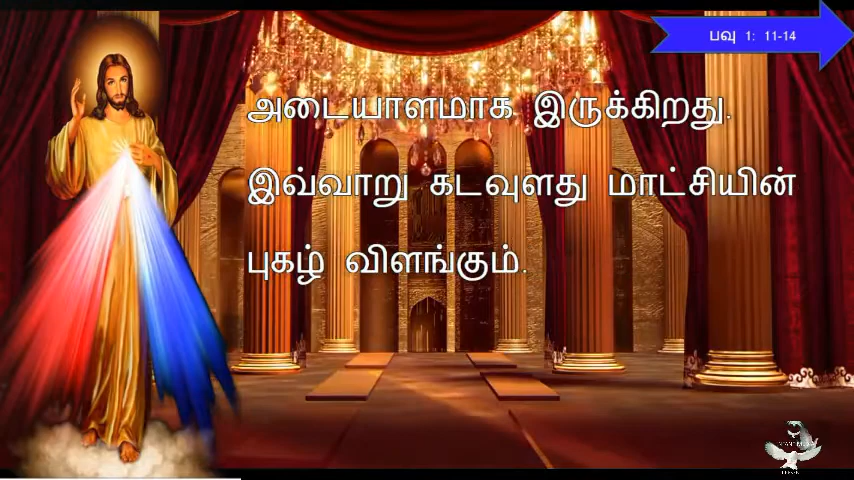 பவு 1: 11-14
அடையாளமாக இருக்கிறது.
இவ்வாறு கடவுளது மாட்சியின்
புகழ் விளங்கும்.